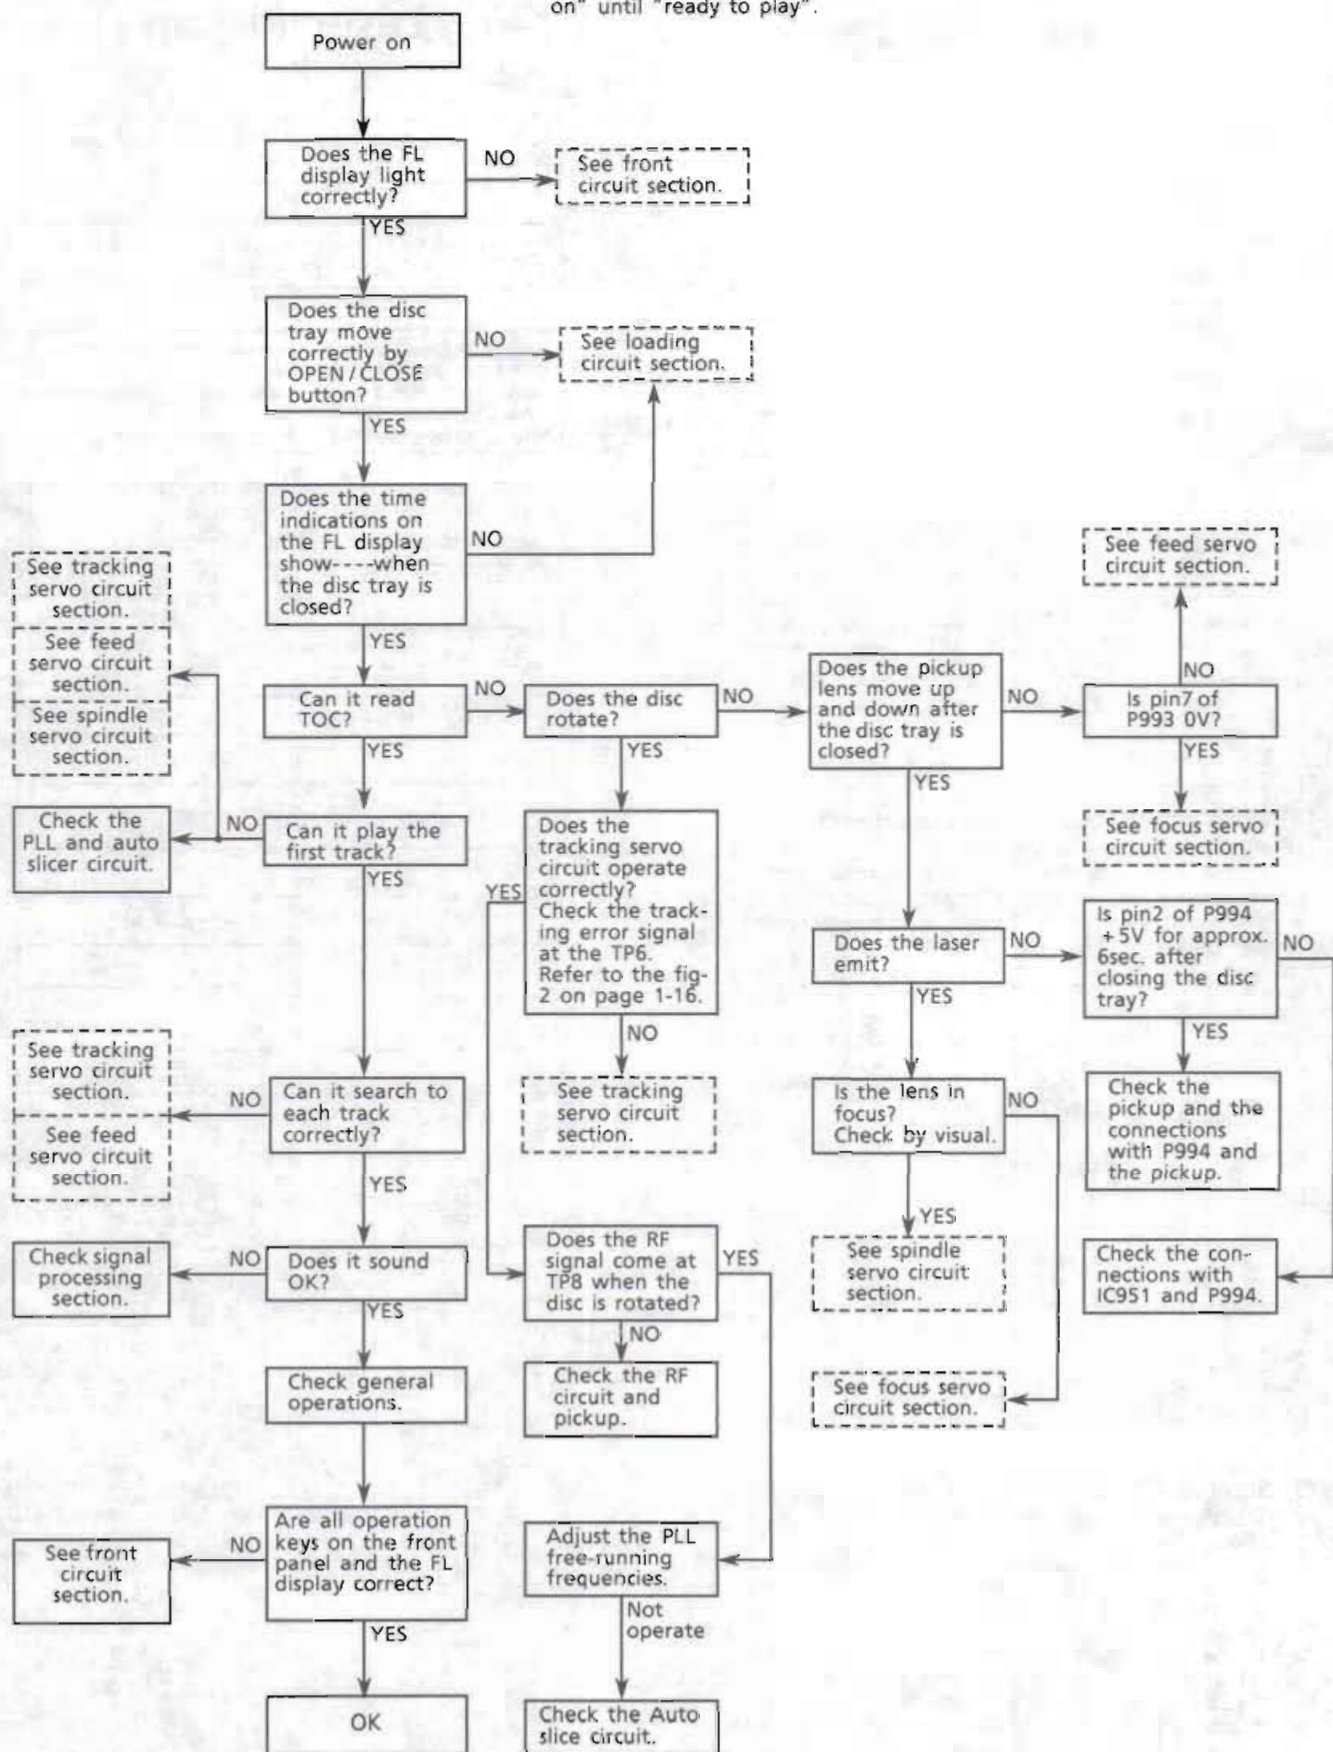 on" until "ready to play".
Power on
Does the FL
display light
correctly?
NO
See front
circuit section.
YES
Does the disc
tray move
correctly by
OPEN/CLOSE
button?
NO
See loading
circuit section.
YES
Does the time
indications on
the FL display
show----when
the disc tray is
closed?
NO
YES
See tracking
servo circuit
section.
See feed
servo circuit
section.
See spindle
servo circuit
section.
Can it read
TOC?
NO
Does the disc
rotate?
NO
Does the pickup
lens move up
and down after
the disc tray is
closed?
NO
Is pin7 of
P993 0V?
NO
See feed servo
circuit section.
YES
See focus servo
circuit section.
YES
YES
YES
Check the
PLL and auto
slicer circuit.
NO
Can it play the
first track?
YES
Does the
tracking servo
circuit operate
correctly?
Check the track-
ing error signal
at the TP6.
Refer to the fig-
2 on page 1-16.
YES
NO
See tracking
servo circuit
section.
Does the laser
emit?
NO
Is pin2 of P994
+5V for approx.
6sec. after
closing the disc
tray?
NO
YES
Check the
pickup and the
connections
with P994 and
the pickup.
Check the con-
nections with
IC951 and P994.
YES
Is the lens in
focus?
Check by visual.
NO
YES
See spindle
servo circuit
section.
See focus servo
circuit section.
See tracking
servo circuit
section.
See feed
servo circuit
section.
NO
Can it search to
each track
correctly?
YES
Check signal
processing
section.
NO
Does it sound
OK?
YES
Does the RF
signal come at
TP8 when the
disc is rotated?
YES
NO
Check the RF
circuit and
pickup.
Check general
operations.
See front
circuit
section.
NO
Are all operation
keys on the front
panel and the FL
display correct?
YES
OK
Adjust the PLL
free-running
frequencies.
Not
operate
Check the Auto
slice circuit.